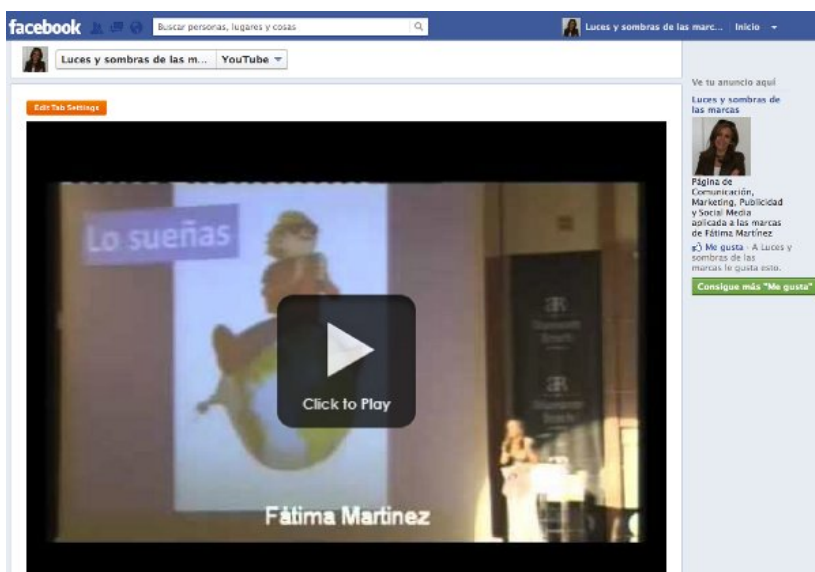 facebook
Buscar personas, lugares y cosas
Luces y sombras de las marc... Inicio
Luces y sombras de las m... YouTube
Edit Tab Settings
Lo sueñas
Click to Play
Fátima Martinez
Ve tu anuncio aquí
Luces y sombras de
las marcas
Página de
Comunicación,
Marketing, Publicidad
y Social Media
aplicada a las marcas
de Fátima Martínez
Me gusta · A Luces y
sombras de las
marcas le gusta esto.
Consigue más "Me gusta"